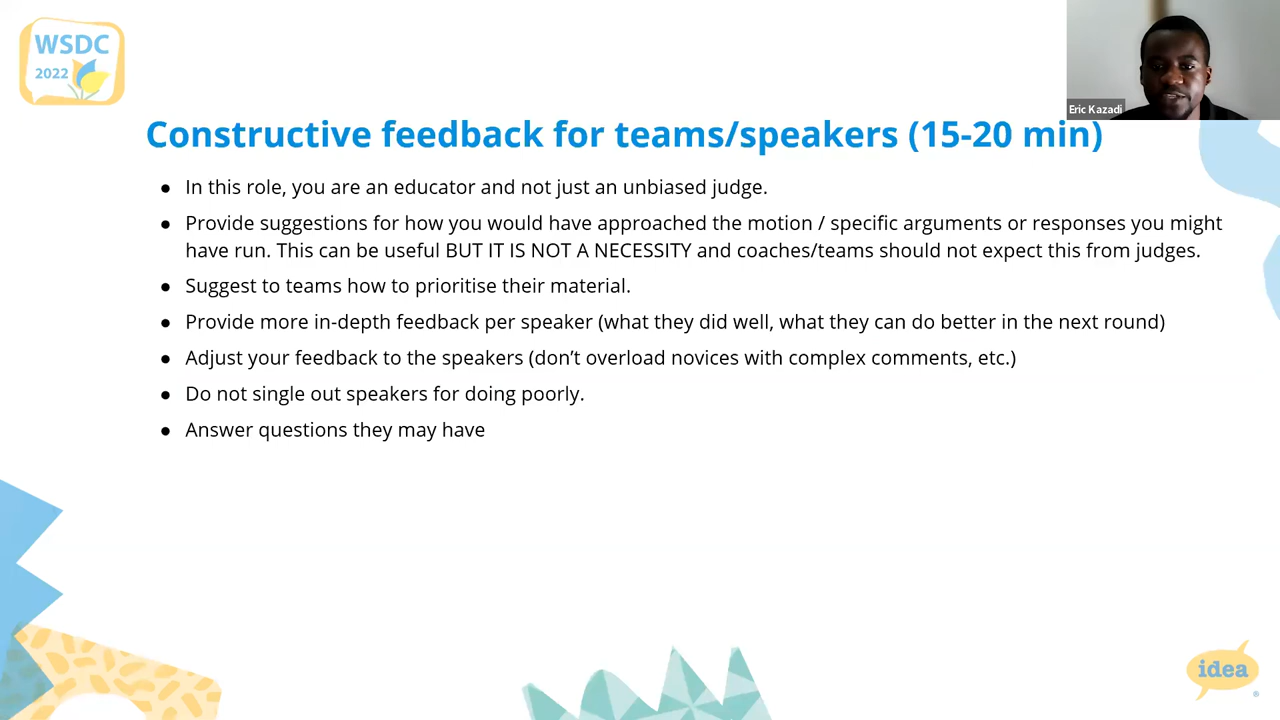 WSDC
2022
Eric Kazadi
Constructive feedback for teams/speakers (15-20 min)
● In this role, you are an educator and not just an unbiased judge.
● Provide suggestions for how you would have approached the motion / specific arguments or responses you might
have run. This can be useful BUT IT IS NOT A NECESSITY and coaches/teams should not expect this from judges.
● Suggest to teams how to prioritise their material.
● Provide more in-depth feedback per speaker (what they did well, what they can do better in the next round)
● Adjust your feedback to the speakers (don’t overload novices with complex comments, etc.)
● Do not single out speakers for doing poorly.
● Answer questions they may have
idea
®